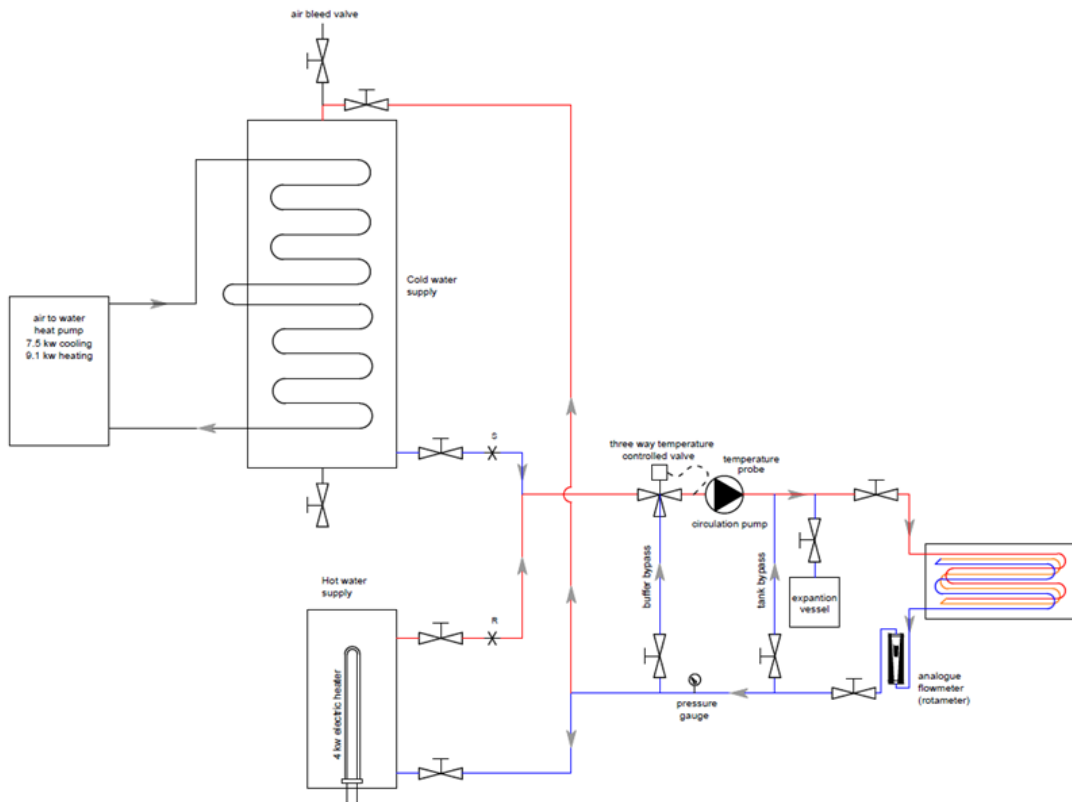 air bleed valve
Cold water
supply
air to water
heat pump
7.5 kw cooling
9.1 kw heating
S
three way temperature
controlled valve
temperature
probe
circulation pump
Hot water
supply
R
4 kw electric heater
buffer bypass
tank bypass
expantion
vessel
pressure
gauge
analogue
flowmeter
(rotameter)